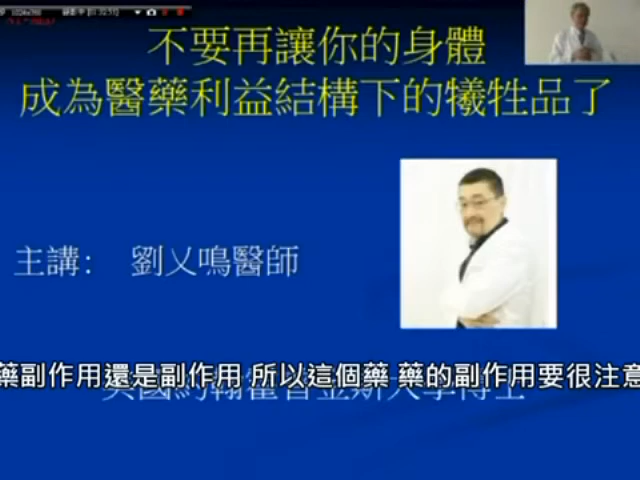 不要再讓你的身體
成為醫藥利益結構下的犧牲品了
主講: 劉乂鳴醫師
藥副作用還是副作用 所以這個藥 藥的副作用要很注意